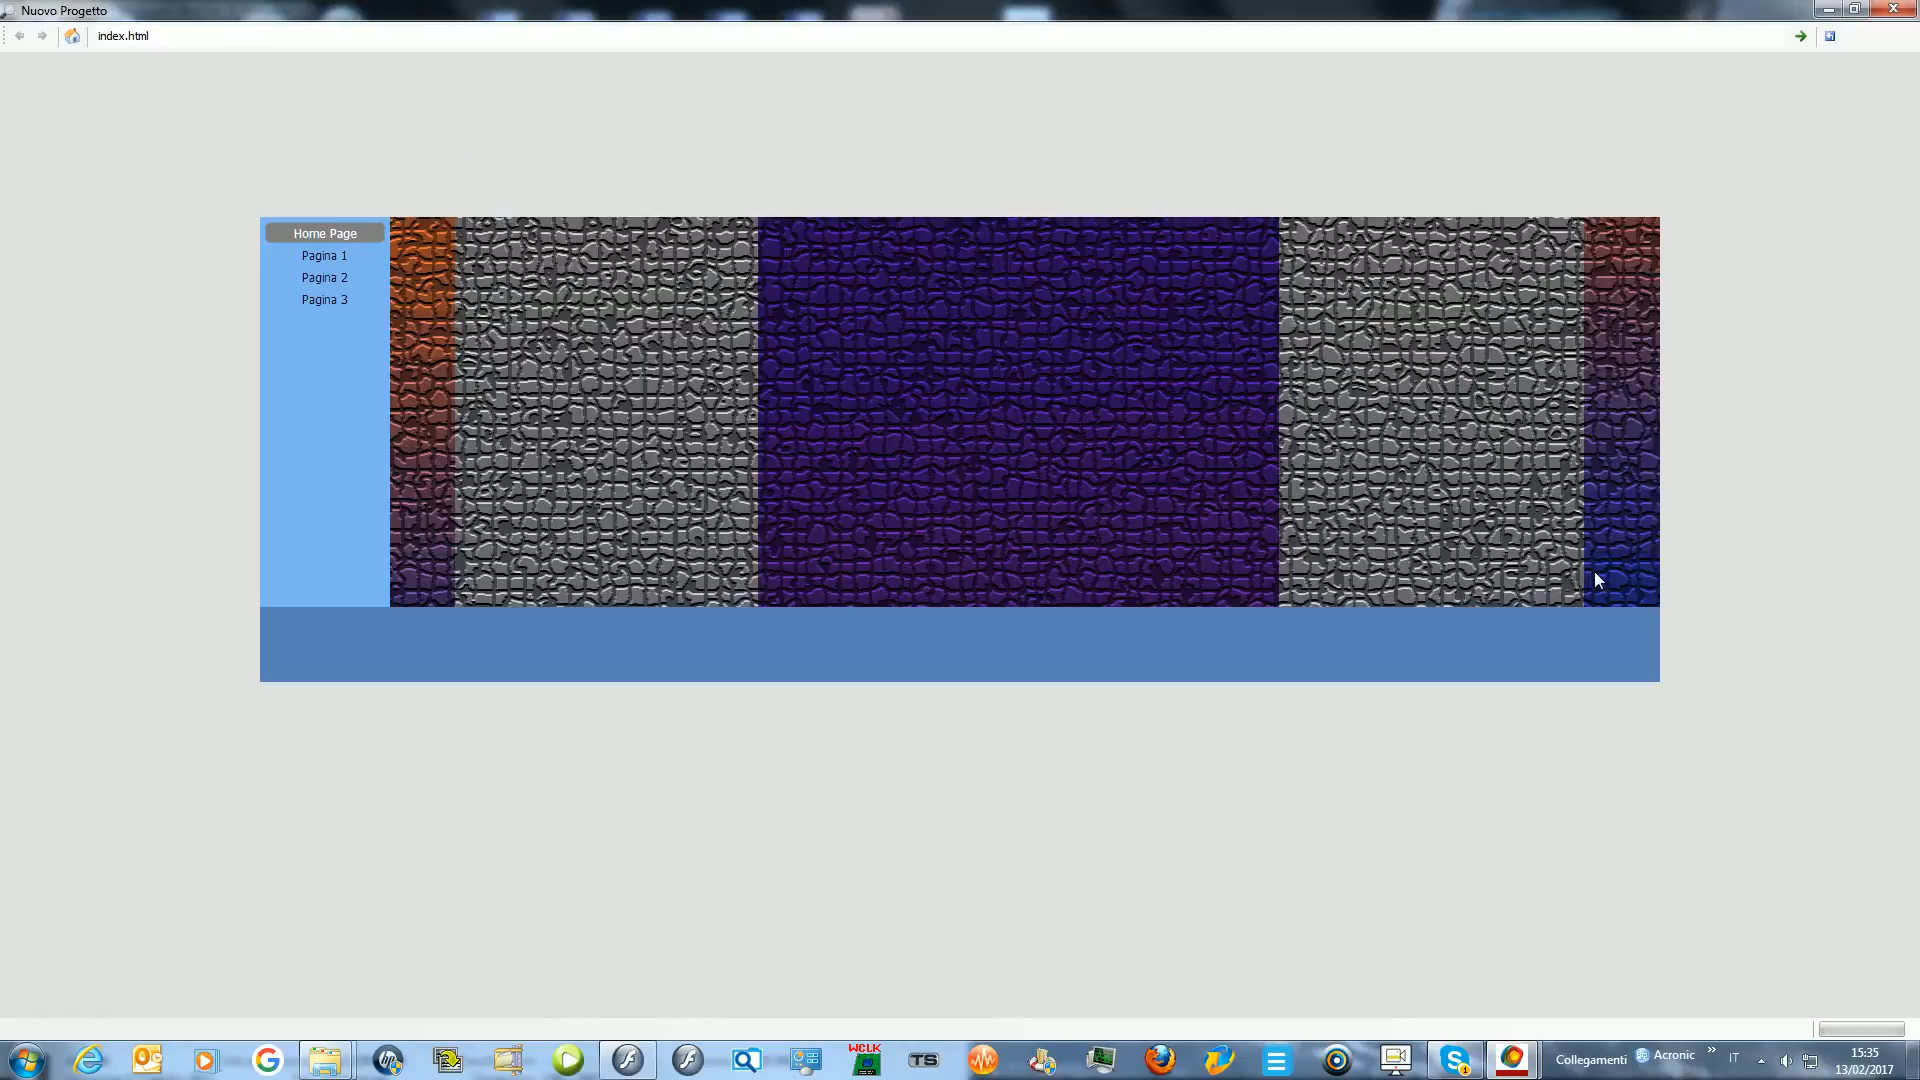 Nuovo Progetto
index.html
Home Page
Pagina 1
Pagina 2
Pagina 3
WCLK
TS
1
Collegamenti
Acronic
»
IT
15:35
13/02/2017